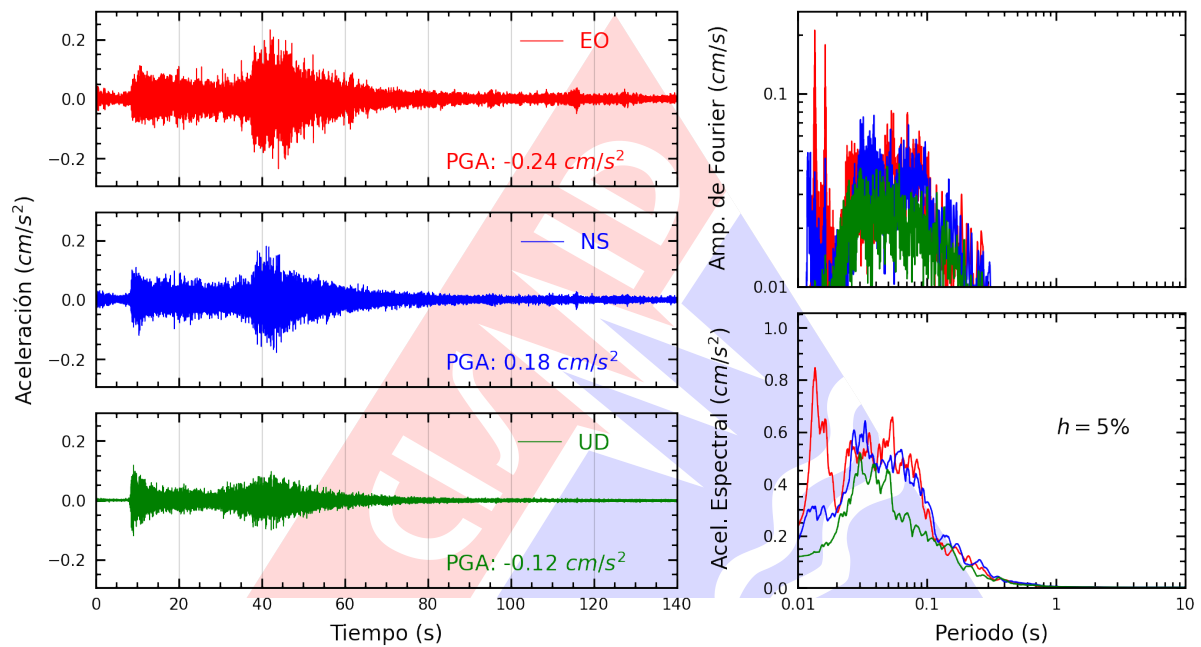 Aceleración (cm/s²)
0.2
0.0
−0.2
EO
PGA: -0.24 cm/s²
0.2
0.0
−0.2
NS
PGA: 0.18 cm/s²
0.2
0.0
−0.2
UD
PGA: -0.12 cm/s²
0 20 40 60 80 100 120 140
Tiempo (s)
Amp. de Fourier (cm/s)
0.1
0.01
Acel. Espectral (cm/s²)
1.0
0.8
0.6
0.4
0.2
0.0
h = 5%
0.01 0.1 1 10
Periodo (s)
CISMID